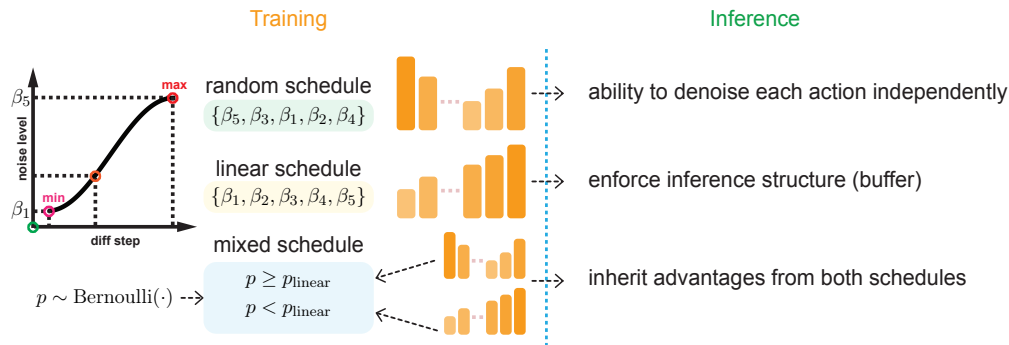 Training
Inference
noise level
β5
β1
min
max
diff step
random schedule
{β5, β3, β1, β2, β4}
ability to denoise each action independently
linear schedule
{β1, β2, β3, β4, β5}
enforce inference structure (buffer)
mixed schedule
p ∼ Bernoulli(·)
p ≥ plinear
p < plinear
inherit advantages from both schedules